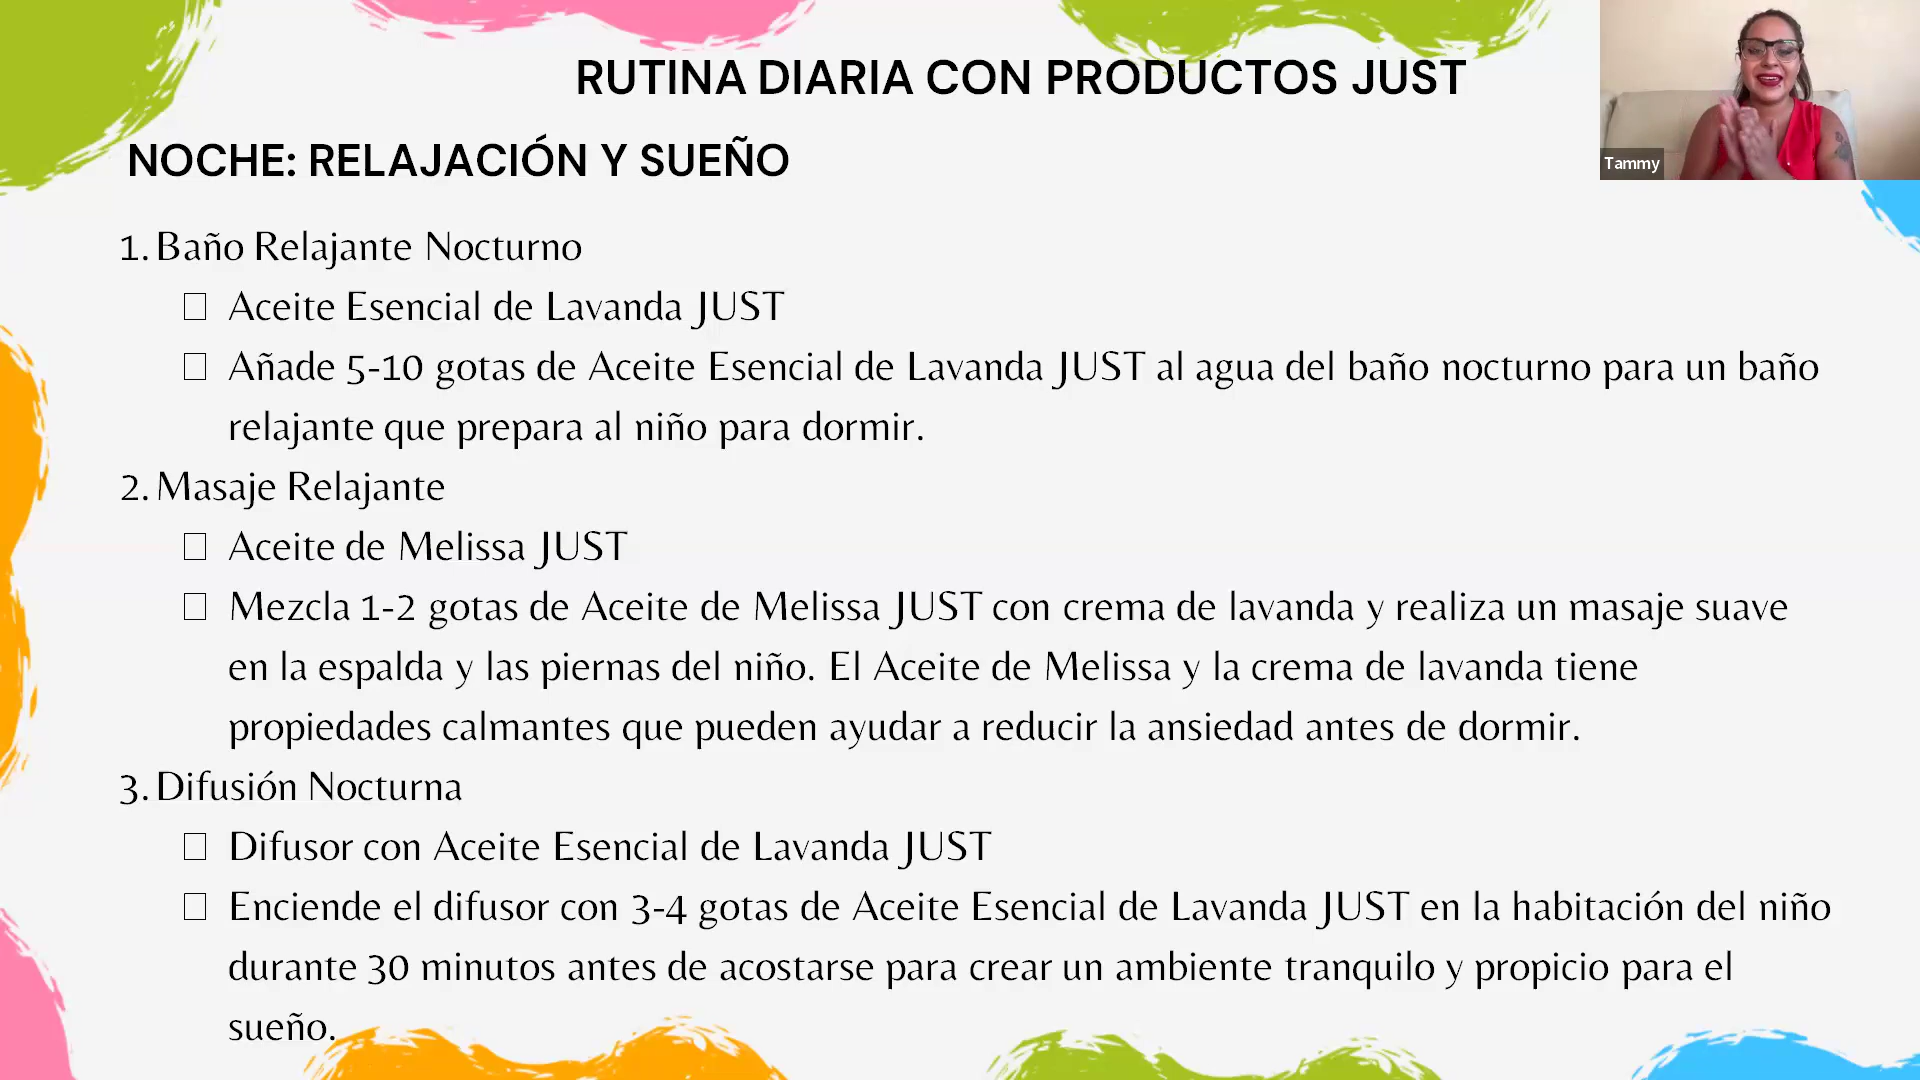 RUTINA DIARIA CON PRODUCTOS JUST
Tammy
NOCHE: RELAJACIÓN Y SUEÑO
1. Baño Relajante Nocturno
Aceite Esencial de Lavanda JUST
Añade 5-10 gotas de Aceite Esencial de Lavanda JUST al agua del baño nocturno para un baño
relajante que prepara al niño para dormir.
2. Masaje Relajante
Aceite de Melissa JUST
Mezcla 1-2 gotas de Aceite de Melissa JUST con crema de lavanda y realiza un masaje suave
en la espalda y las piernas del niño. El Aceite de Melissa y la crema de lavanda tiene
propiedades calmantes que pueden ayudar a reducir la ansiedad antes de dormir.
3. Difusión Nocturna
Difusor con Aceite Esencial de Lavanda JUST
Enciende el difusor con 3-4 gotas de Aceite Esencial de Lavanda JUST en la habitación del niño
durante 30 minutos antes de acostarse para crear un ambiente tranquilo y propicio para el
sueño.